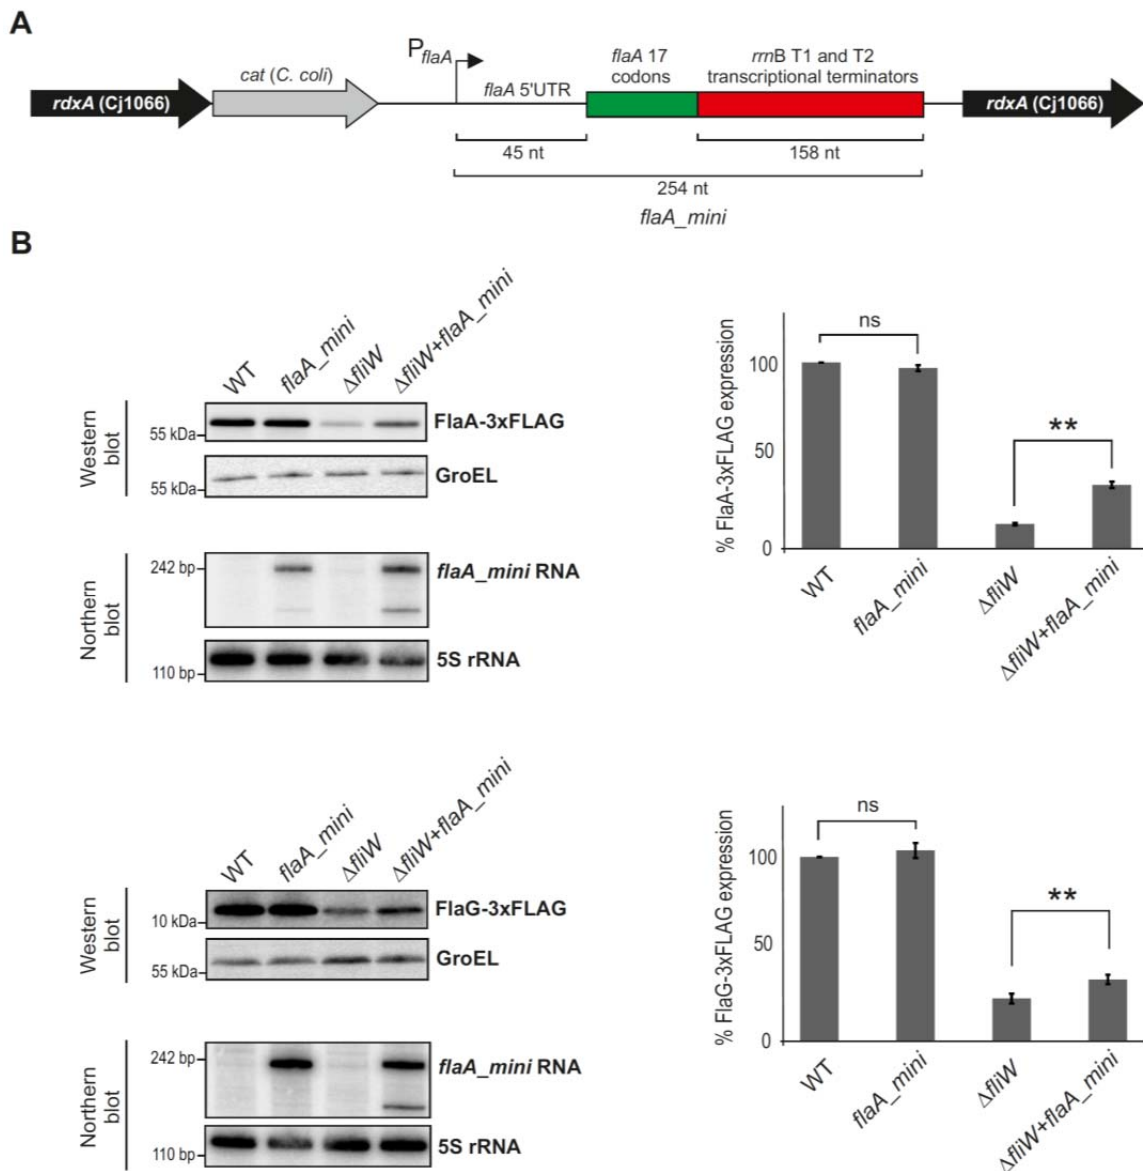 A
rdxA (Cj1066)
cat (C. coli)
PflaA
flaA 5'UTR
flaA 17
codons
rrnB T1 and T2
transcriptional terminators
rdxA (Cj1066)
45 nt
158 nt
254 nt
flaA_mini
B
WT
flaA_mini
ΔfliW
ΔfliW+flaA_mini
Western
blot
55 kDa
FlaA-3xFLAG
55 kDa
GroEL
Northern
blot
242 bp
flaA_mini RNA
110 bp
5S rRNA
% FlaA-3xFLAG expression
100
50
0
ns
**
WT
flaA_mini
ΔfliW
ΔfliW+flaA_mini
WT
flaA_mini
ΔfliW
ΔfliW+flaA_mini
Western
blot
10 kDa
FlaG-3xFLAG
55 kDa
GroEL
Northern
blot
242 bp
flaA_mini RNA
110 bp
5S rRNA
% FlaG-3xFLAG expression
100
50
0
ns
**
WT
flaA_mini
ΔfliW
ΔfliW+flaA_mini